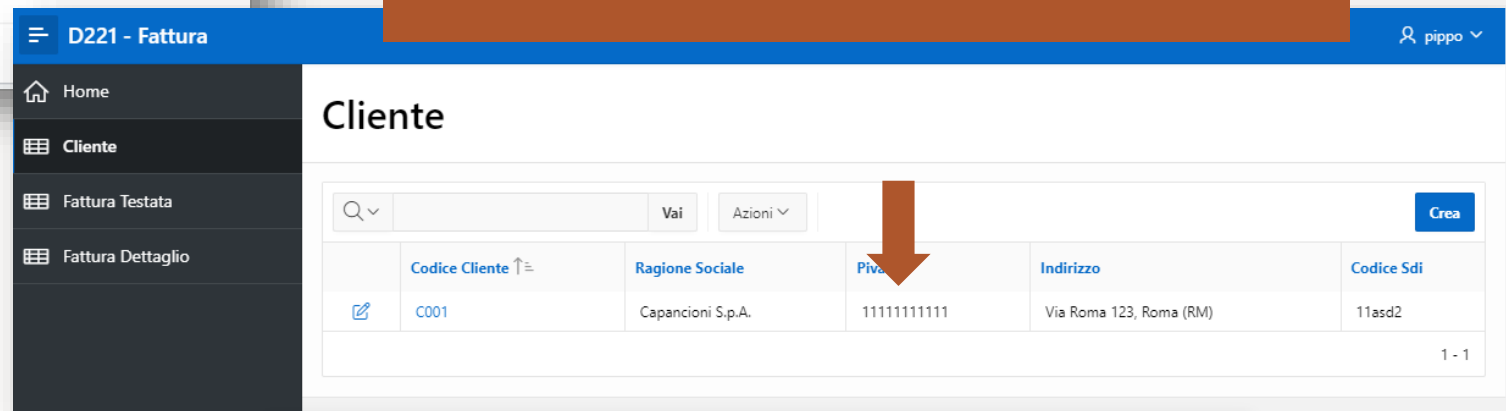 D221 - Fattura
pippo
Home
Cliente
Fattura Testata
Fattura Dettaglio
Cliente
Vai Azioni Crea
Codice Cliente Ragione Sociale Piva Indirizzo Codice Sdi
C001 Capancioni S.p.A. 11111111111 Via Roma 123, Roma (RM) 11asd2
1 - 1